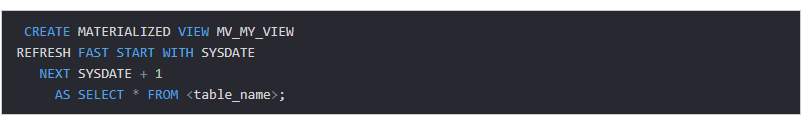 CREATE MATERIALIZED VIEW MV_MY_VIEW
REFRESH FAST START WITH SYSDATE
NEXT SYSDATE + 1
AS SELECT * FROM <table_name>;